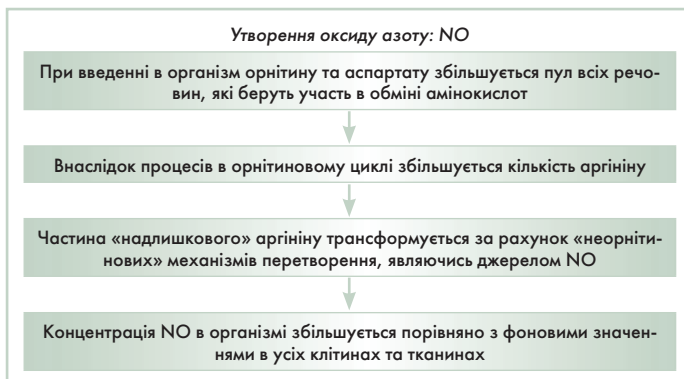 Утворення оксиду азоту: NO
При введенні в організм орнітину та аспартату збільшується пул всіх речо-
вин, які беруть участь в обміні амінокислот
Внаслідок процесів в орнітиновому циклі збільшується кількість аргініну
Частина «надлишкового» аргініну трансформується за рахунок «неорніти-
нових» механізмів перетворення, являючись джерелом NO
Концентрація NO в організмі збільшується порівняно з фоновими значен-
нями в усіх клітинах та тканинах